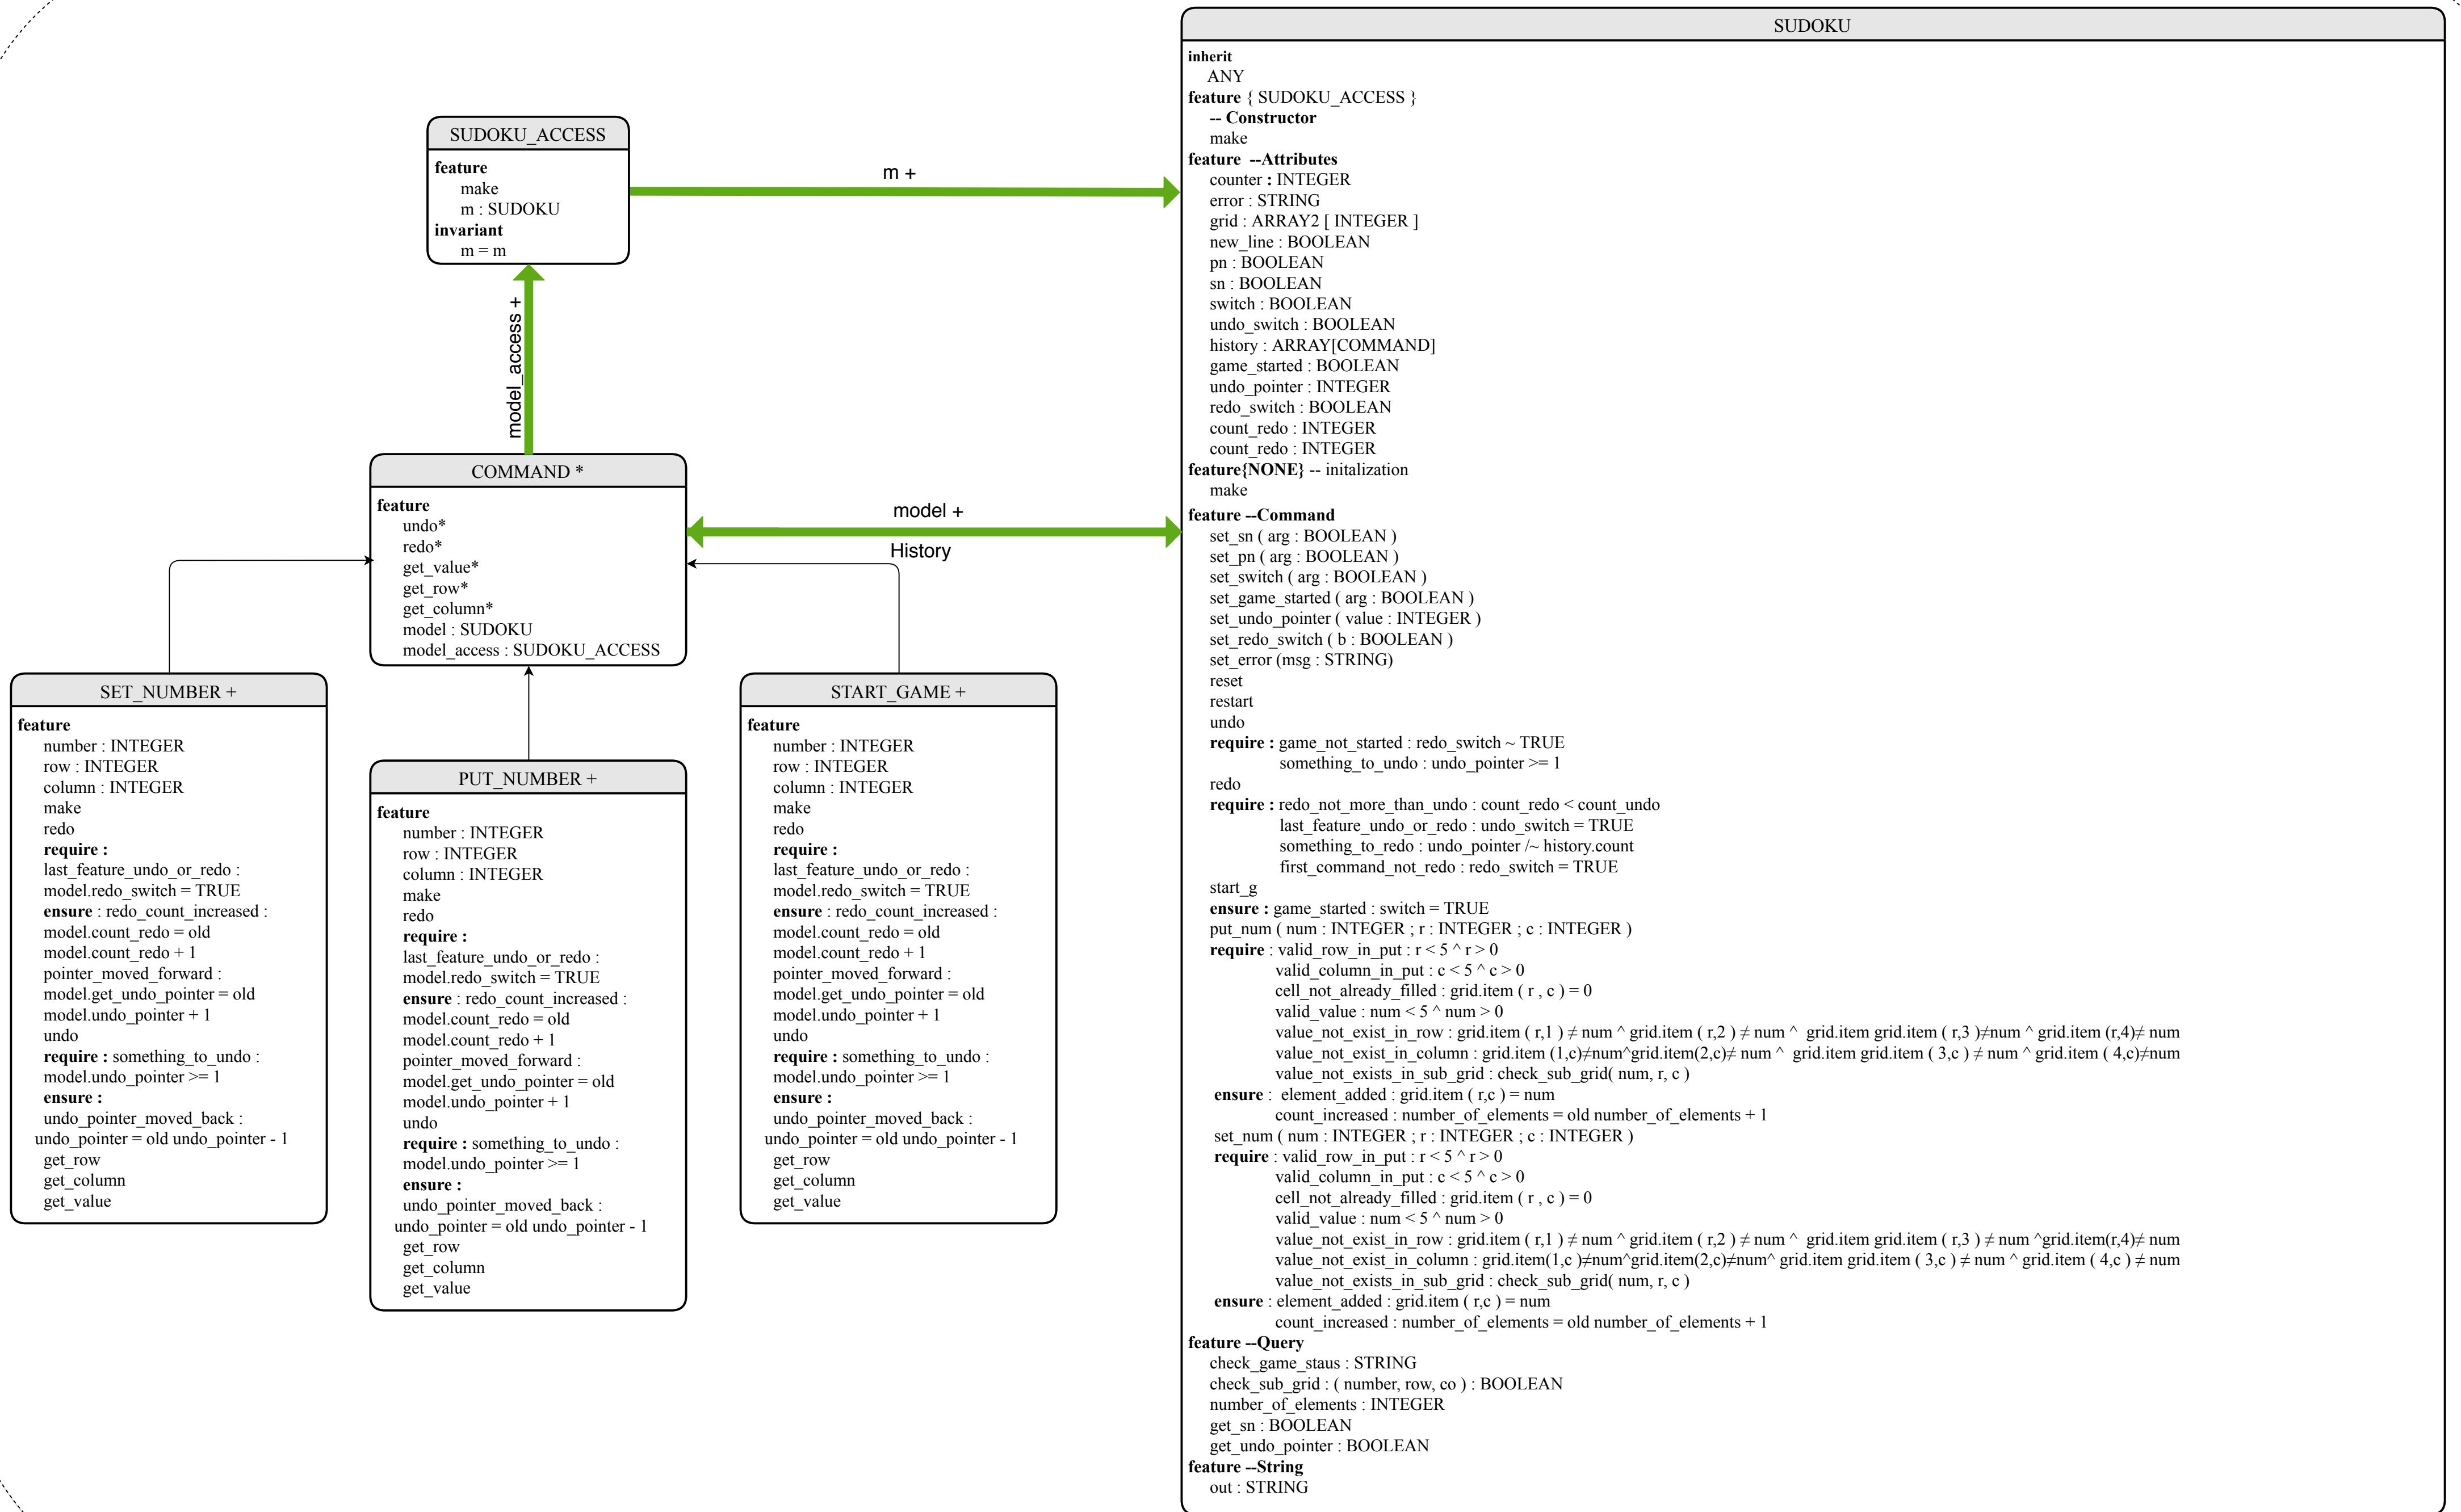 SUDOKU_ACCESS
feature
make
m : SUDOKU
invariant
m = m
m +
model_access +
COMMAND *
feature
undo*
redo*
get_value*
get_row*
get_column*
model : SUDOKU
model_access : SUDOKU_ACCESS
model +
History
SET_NUMBER +
feature
number : INTEGER
row : INTEGER
column : INTEGER
make
redo
require :
last_feature_undo_or_redo :
model.redo_switch = TRUE
ensure : redo_count_increased :
model.count_redo = old
model.count_redo + 1
pointer_moved_forward :
model.get_undo_pointer = old
model.undo_pointer + 1
undo
require : something_to_undo :
model.undo_pointer >= 1
ensure :
undo_pointer_moved_back :
undo_pointer = old undo_pointer - 1
get_row
get_column
get_value
PUT_NUMBER +
feature
number : INTEGER
row : INTEGER
column : INTEGER
make
redo
require :
last_feature_undo_or_redo :
model.redo_switch = TRUE
ensure : redo_count_increased :
model.count_redo = old
model.count_redo + 1
pointer_moved_forward :
model.get_undo_pointer = old
model.undo_pointer + 1
undo
require : something_to_undo :
model.undo_pointer >= 1
ensure :
undo_pointer_moved_back :
undo_pointer = old undo_pointer - 1
get_row
get_column
get_value
START_GAME +
feature
number : INTEGER
row : INTEGER
column : INTEGER
make
redo
require :
last_feature_undo_or_redo :
model.redo_switch = TRUE
ensure : redo_count_increased :
model.count_redo = old
model.count_redo + 1
pointer_moved_forward :
model.get_undo_pointer = old
model.undo_pointer + 1
undo
require : something_to_undo :
model.undo_pointer >= 1
ensure :
undo_pointer_moved_back :
undo_pointer = old undo_pointer - 1
get_row
get_column
get_value
SUDOKU
inherit
ANY
feature { SUDOKU_ACCESS }
-- Constructor
make
feature --Attributes
counter : INTEGER
error : STRING
grid : ARRAY2 [ INTEGER ]
new_line : BOOLEAN
pn : BOOLEAN
sn : BOOLEAN
switch : BOOLEAN
undo_switch : BOOLEAN
history : ARRAY[COMMAND]
game_started : BOOLEAN
undo_pointer : INTEGER
redo_switch : BOOLEAN
count_redo : INTEGER
count_redo : INTEGER
feature{NONE} -- initalization
make
feature --Command
set_sn ( arg : BOOLEAN )
set_pn ( arg : BOOLEAN )
set_switch ( arg : BOOLEAN )
set_game_started ( arg : BOOLEAN )
set_undo_pointer ( value : INTEGER )
set_redo_switch ( b : BOOLEAN )
set_error (msg : STRING)
reset
restart
undo
require : game_not_started : redo_switch ~ TRUE
something_to_undo : undo_pointer >= 1
redo
require : redo_not_more_than_undo : count_redo < count_undo
last_feature_undo_or_redo : undo_switch = TRUE
something_to_redo : undo_pointer /~ history.count
first_command_not_redo : redo_switch = TRUE
start_g
ensure : game_started : switch = TRUE
put_num ( num : INTEGER ; r : INTEGER ; c : INTEGER )
require : valid_row_in_put : r < 5 ^ r > 0
valid_column_in_put : c < 5 ^ c > 0
cell_not_already_filled : grid.item ( r , c ) = 0
valid_value : num < 5 ^ num > 0
value_not_exist_in_row : grid.item ( r,1 ) ≠ num ^ grid.item ( r,2 ) ≠ num ^ grid.item grid.item ( r,3 )≠num ^ grid.item (r,4)≠ num
value_not_exist_in_column : grid.item (1,c)≠num^grid.item(2,c)≠ num ^ grid.item grid.item ( 3,c ) ≠ num ^ grid.item ( 4,c)≠num
value_not_exists_in_sub_grid : check_sub_grid( num, r, c )
ensure : element_added : grid.item ( r,c ) = num
count_increased : number_of_elements = old number_of_elements + 1
set_num ( num : INTEGER ; r : INTEGER ; c : INTEGER )
require : valid_row_in_put : r < 5 ^ r > 0
valid_column_in_put : c < 5 ^ c > 0
cell_not_already_filled : grid.item ( r , c ) = 0
valid_value : num < 5 ^ num > 0
value_not_exist_in_row : grid.item ( r,1 ) ≠ num ^ grid.item ( r,2 ) ≠ num ^ grid.item grid.item ( r,3 ) ≠ num ^grid.item(r,4)≠ num
value_not_exist_in_column : grid.item(1,c )≠num^grid.item(2,c)≠num^ grid.item grid.item ( 3,c ) ≠ num ^ grid.item ( 4,c ) ≠ num
value_not_exists_in_sub_grid : check_sub_grid( num, r, c )
ensure : element_added : grid.item ( r,c ) = num
count_increased : number_of_elements = old number_of_elements + 1
feature --Query
check_game_staus : STRING
check_sub_grid : ( number, row, co ) : BOOLEAN
number_of_elements : INTEGER
get_sn : BOOLEAN
get_undo_pointer : BOOLEAN
feature --String
out : STRING